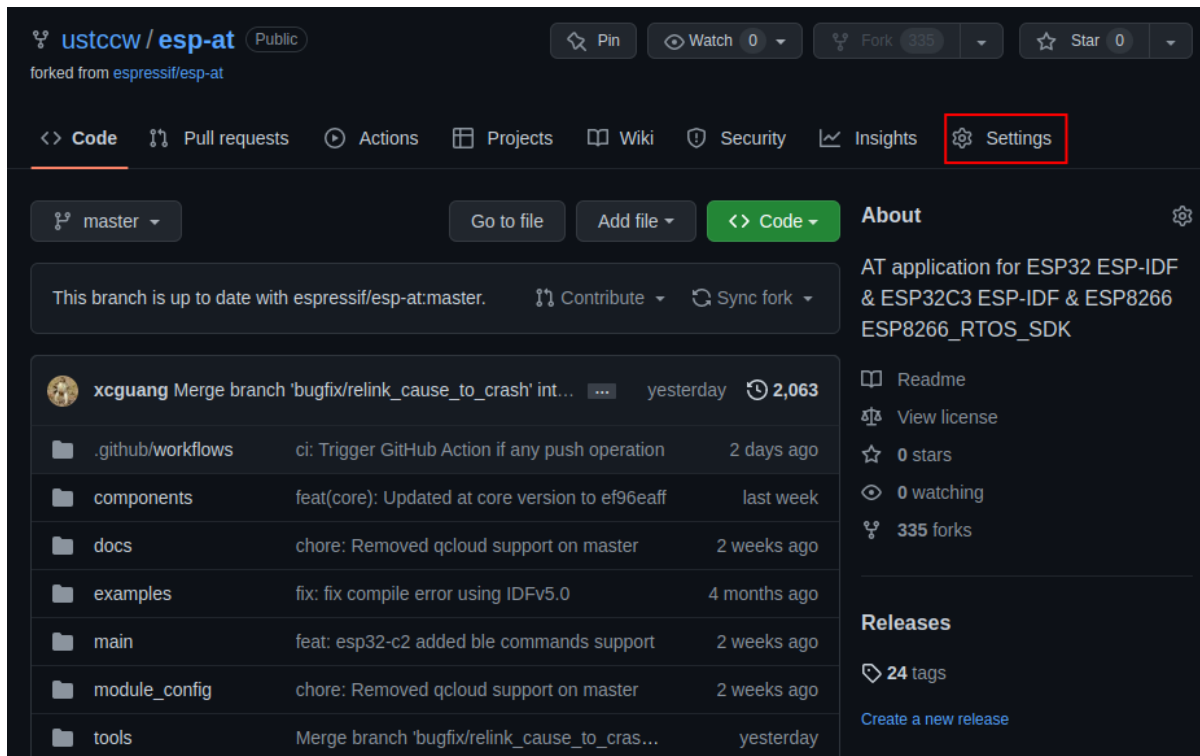 ustccw / esp-at Public
Pin
Watch 0
Fork 335
Star 0
forked from espressif/esp-at
<> Code
Pull requests
Actions
Projects
Wiki
Security
Insights
Settings
master
Go to file
Add file
<> Code
This branch is up to date with espressif/esp-at:master.
Contribute
Sync fork
xcguang Merge branch 'bugfix/relink_cause_to_crash' int... ... yesterday 2,063
.github/workflows ci: Trigger GitHub Action if any push operation 2 days ago
components feat(core): Updated at core version to ef96eaff last week
docs chore: Removed qcloud support on master 2 weeks ago
examples fix: fix compile error using IDFv5.0 4 months ago
main feat: esp32-c2 added ble commands support 2 weeks ago
module_config chore: Removed qcloud support on master 2 weeks ago
tools Merge branch 'bugfix/relink_cause_to_cras... yesterday
About
AT application for ESP32 ESP-IDF
& ESP32C3 ESP-IDF & ESP8266
ESP8266_RTOS_SDK
Readme
View license
0 stars
0 watching
335 forks
Releases
24 tags
Create a new release